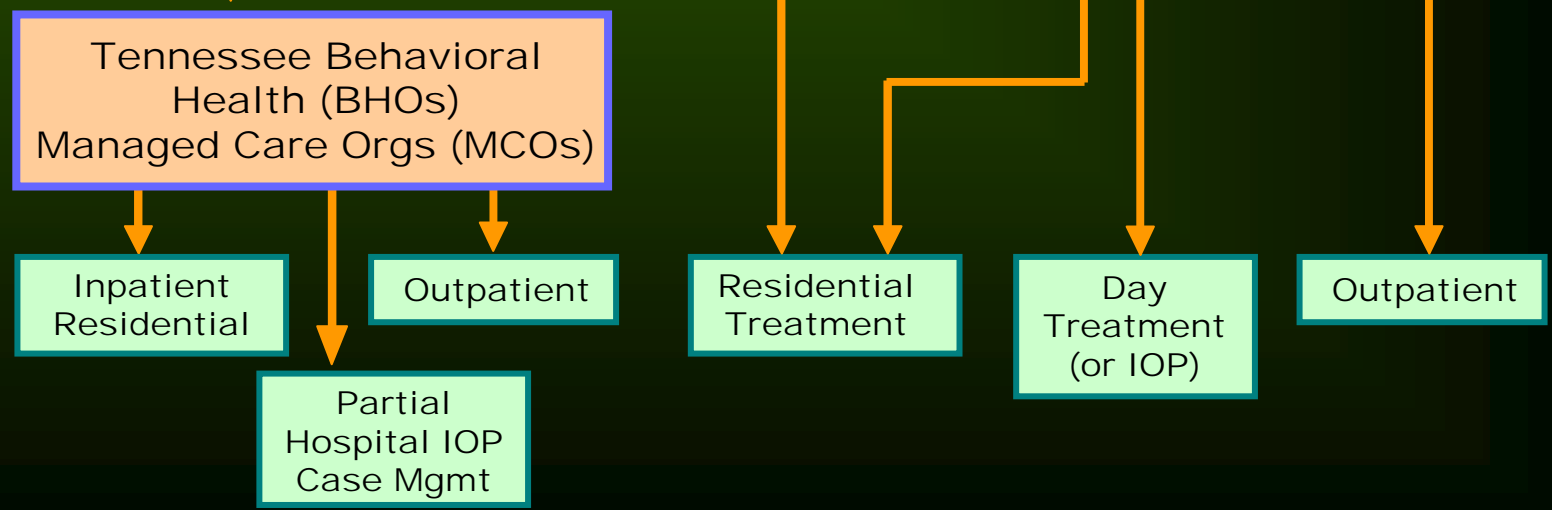 Tennessee Behavioral
Health (BHOs)
Managed Care Orgs (MCOs)
Inpatient
Residential
Outpatient
Partial
Hospital IOP
Case Mgmt
Residential
Treatment
Day
Treatment
(or IOP)
Outpatient